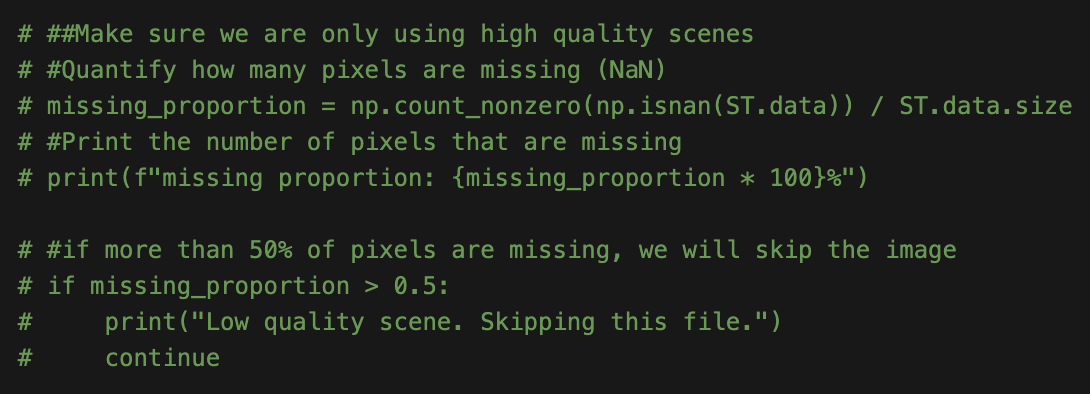 # ##Make sure we are only using high quality scenes
# #Quantify how many pixels are missing (NaN)
# missing_proportion = np.count_nonzero(np.isnan(ST.data)) / ST.data.size
# #Print the number of pixels that are missing
# print(f"missing proportion: {missing_proportion * 100}%")

# #if more than 50% of pixels are missing, we will skip the image
# if missing_proportion > 0.5:
#     print("Low quality scene. Skipping this file.")
#     continue